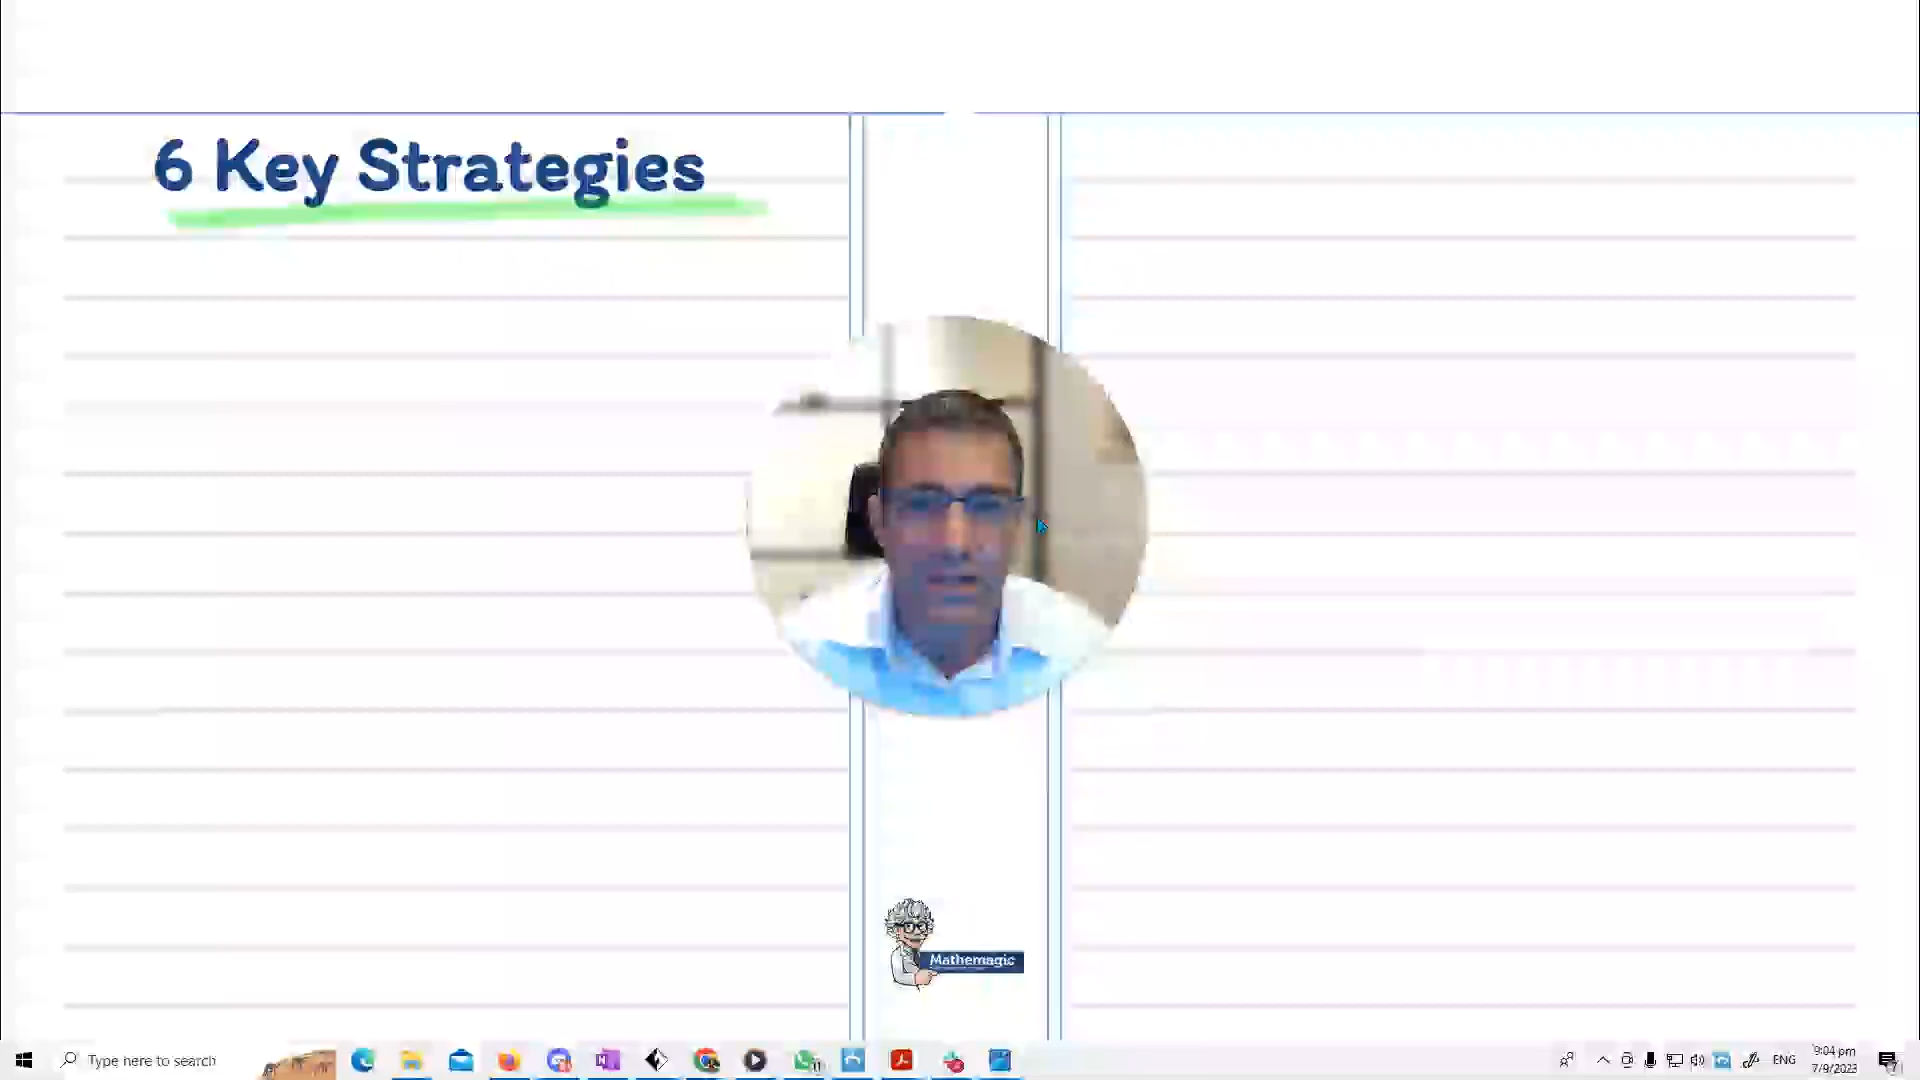 6 Key Strategies
Mathemagic
Type here to search
ENG
9:04 pm
7/9/2023